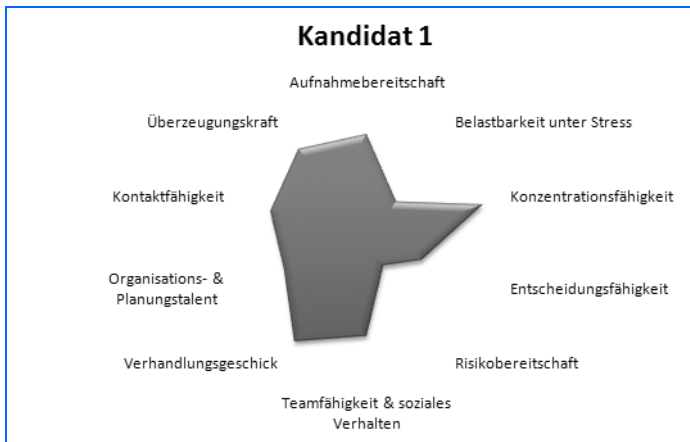 Kandidat 1
Aufnahmebereitschaft
Überzeugungskraft
Belastbarkeit unter Stress
Kontaktfähigkeit
Konzentrationsfähigkeit
Organisations- &
Planungstalent
Entscheidungsfähigkeit
Verhandlungsgeschick
Risikobereitschaft
Teamfähigkeit & soziales
Verhalten